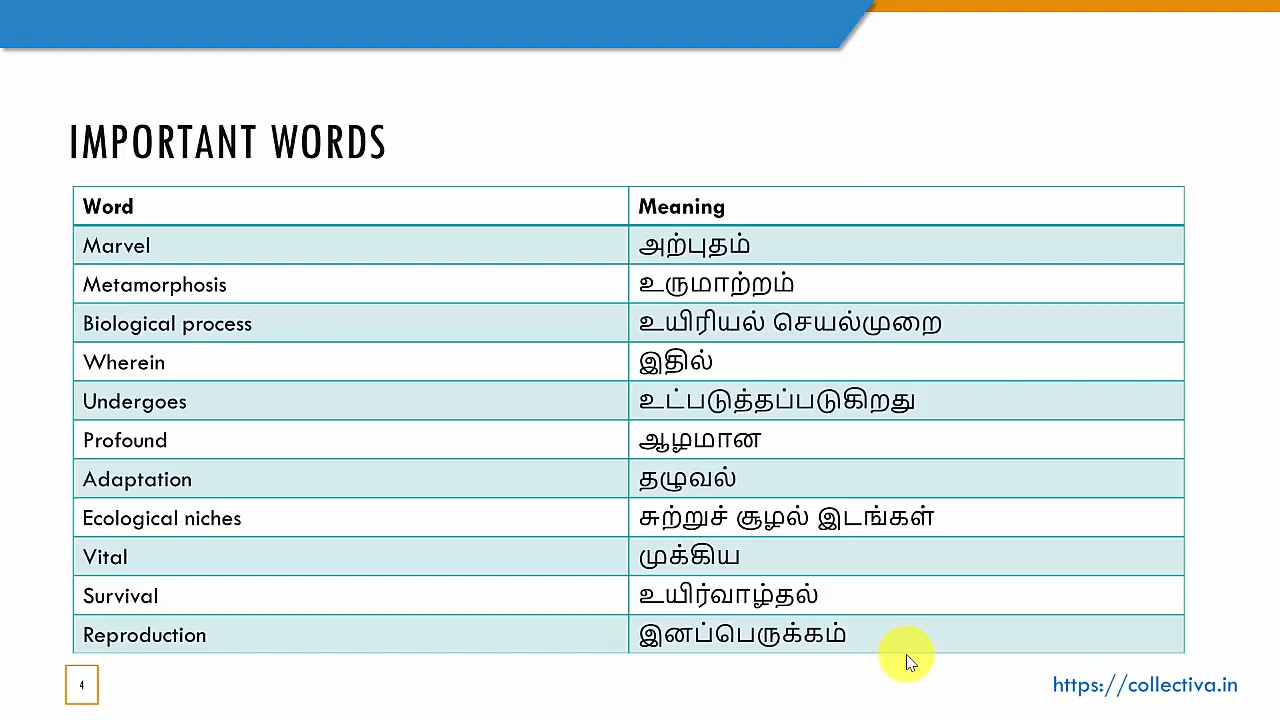 IMPORTANT WORDS
Word Meaning
Marvel அற்புதம்
Metamorphosis உருமாற்றம்
Biological process உயிரியல் செயல்முறை
Wherein இதில்
Undergoes உட்படுத்தப்படுகிறது
Profound ஆழமான
Adaptation தழுவல்
Ecological niches சுற்றுச் சூழல் இடங்கள்
Vital முக்கிய
Survival உயிர்வாழ்தல்
Reproduction இனப்பெருக்கம்
4 https://collectiva.in